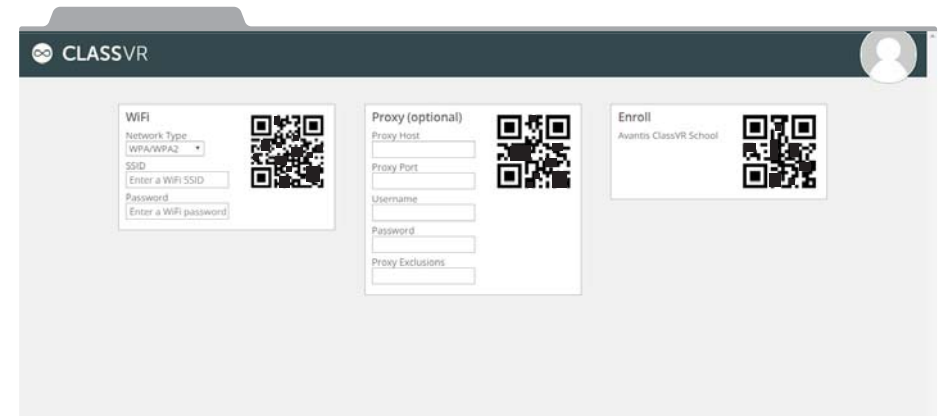 CLASSVR
WiFi
Network Type
WPA/WPA2
SSID
Enter a WiFi SSID
Password
Enter a WiFi password
Proxy (optional)
Proxy Host
Proxy Port
Username
Password
Proxy Exclusions
Enroll
Avantis ClassVR School